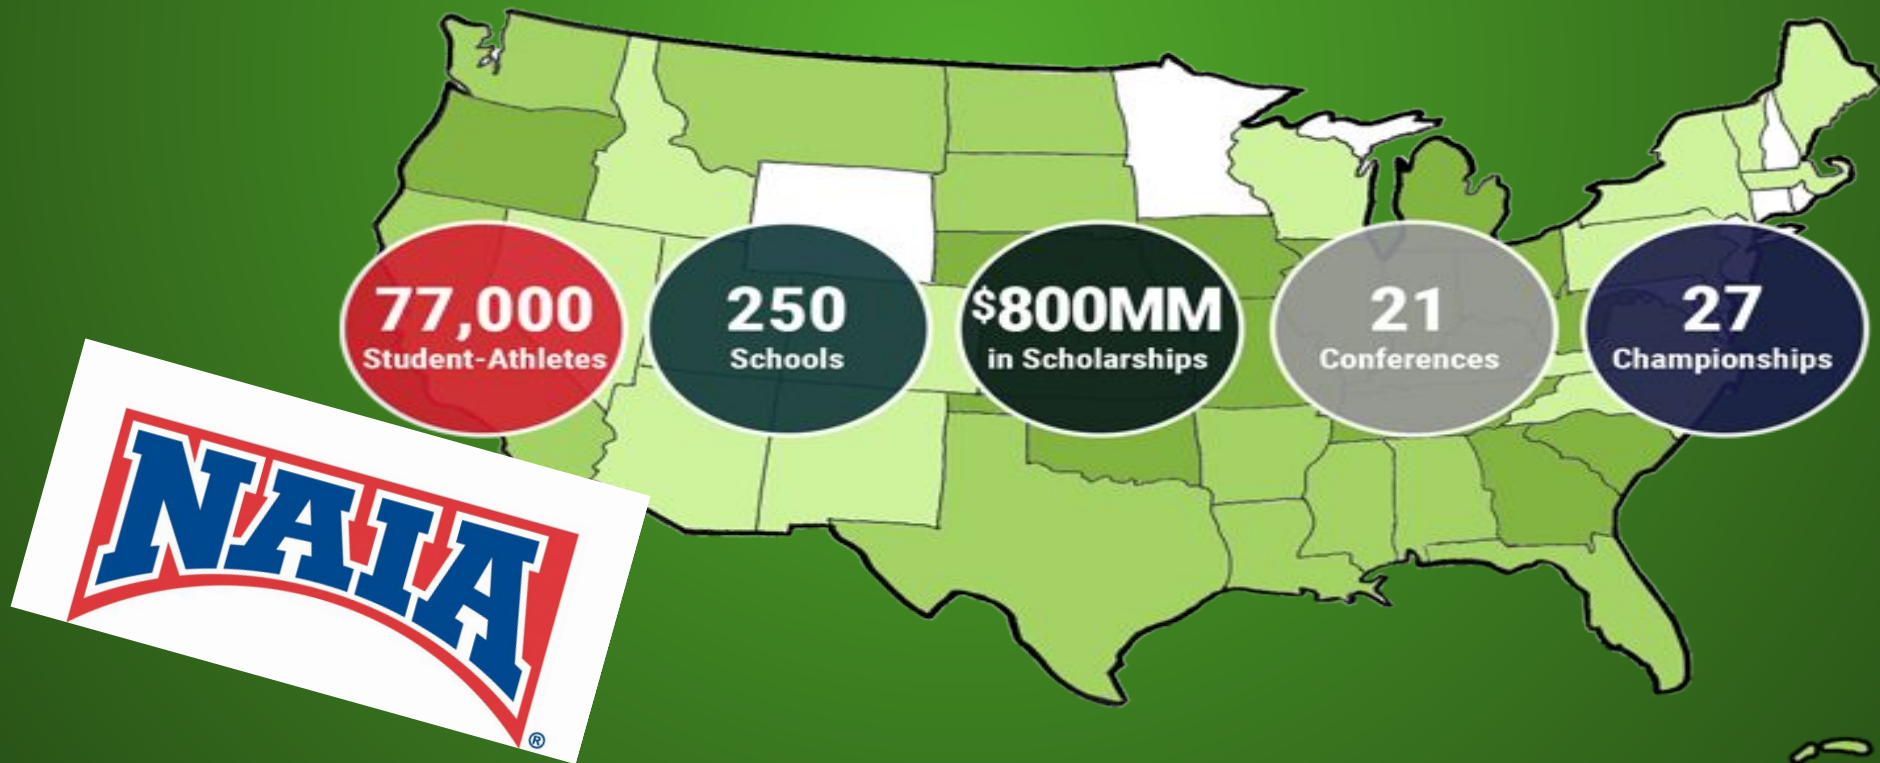 77,000
Student-Athletes
250
Schools
$800MM
in Scholarships
21
Conferences
27
Championships
NAIA
®